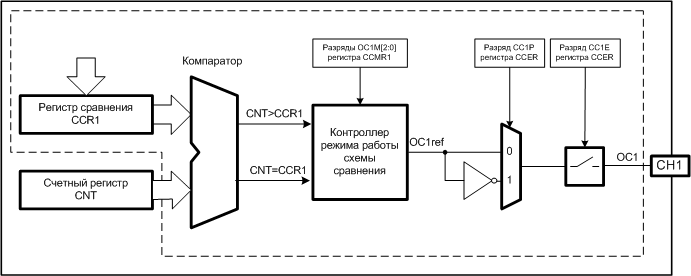 Разряды OC1M[2:0]
регистра CCMR1
Разряд CC1P
регистра CCER
Разряд CC1E
регистра CCER
Компаратор
Регистр сравнения
CCR1
CNT>CCR1
Контроллер
режима работы
схемы
сравнения
OC1ref
0
1
OC1
CH1
Счетный регистр
CNT
CNT=CCR1